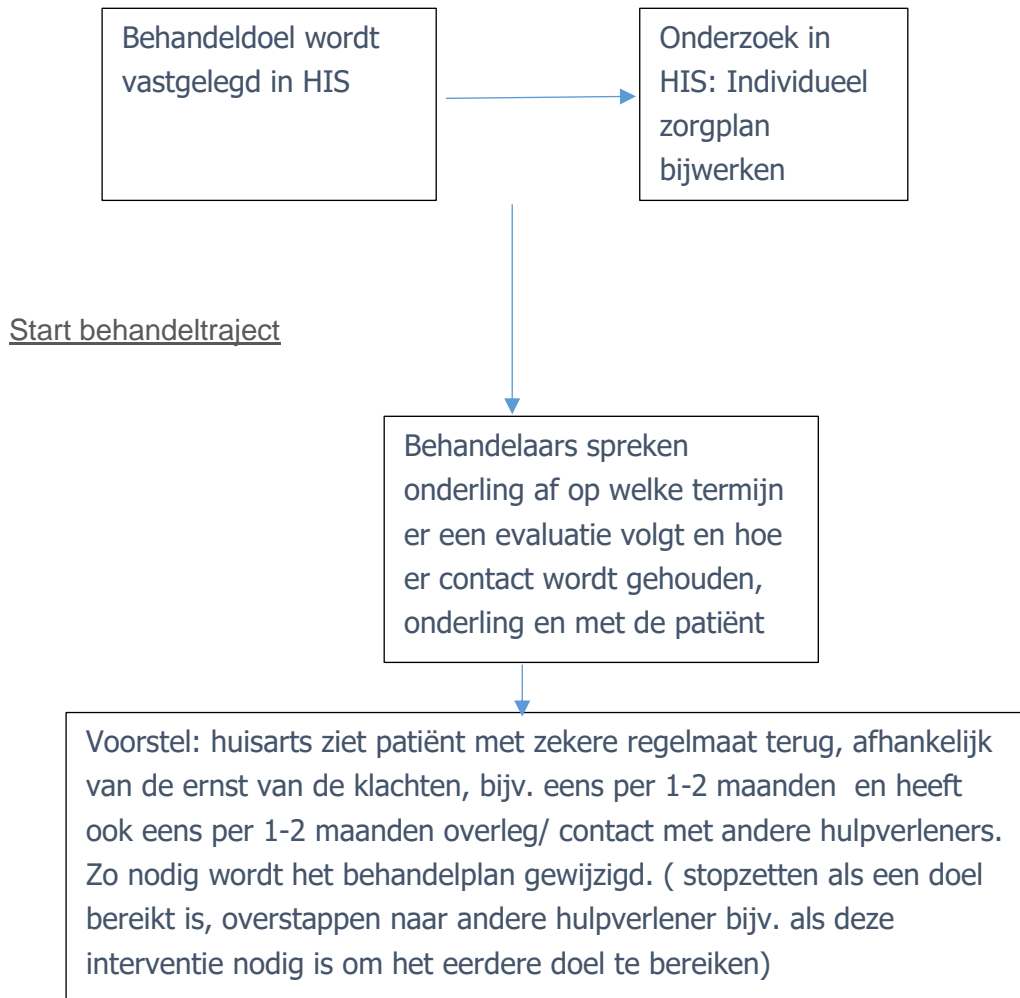 Behandeldoel wordt
vastgelegd in HIS
Onderzoek in
HIS: Individueel
zorgplan
bijwerken
Start behandeltraject
Behandelaars spreken
onderling af op welke termijn
er een evaluatie volgt en hoe
er contact wordt gehouden,
onderling en met de patiënt
Voorstel: huisarts ziet patiënt met zekere regelmaat terug, afhankelijk
van de ernst van de klachten, bijv. eens per 1-2 maanden  en heeft
ook eens per 1-2 maanden overleg/ contact met andere hulpverleners.
Zo nodig wordt het behandelplan gewijzigd. ( stopzetten als een doel
bereikt is, overstappen naar andere hulpverlener bijv. als deze
interventie nodig is om het eerdere doel te bereiken)